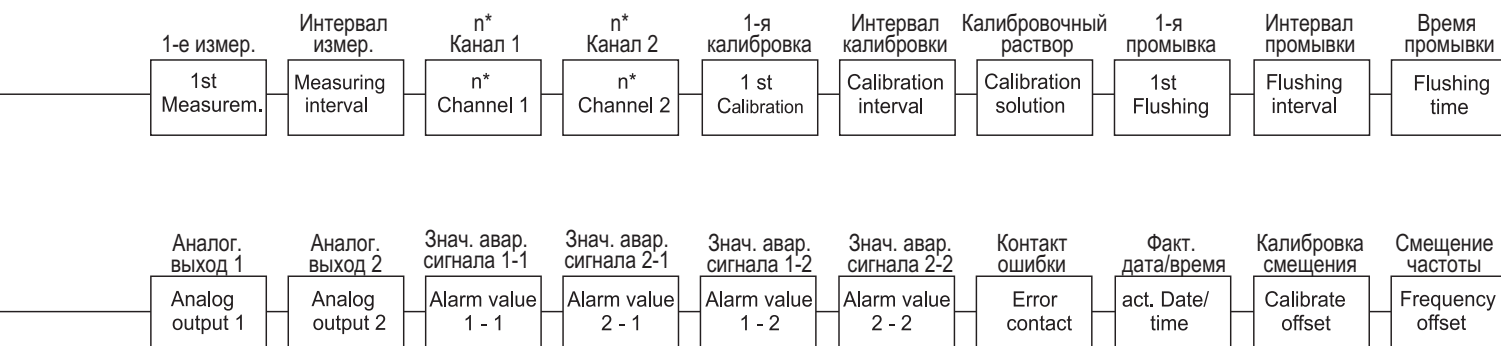 1-е измер.
Интервал
измер.
n*
Канал 1
n*
Канал 2
1-я
калибровка
Интервал
калибровки
Калибровочный
раствор
1-я
промывка
Интервал
промывки
Время
промывки
1st
Measurem.
Measuring
interval
n*
Channel 1
n*
Channel 2
1 st
Calibration
Calibration
interval
Calibration
solution
1st
Flushing
Flushing
interval
Flushing
time
Аналог.
выход 1
Аналог.
выход 2
Знач. авар.
сигнала 1-1
Знач. авар.
сигнала 2-1
Знач. авар.
сигнала 1-2
Знач. авар.
сигнала 2-2
Контакт
ошибки
Факт.
дата/время
Калибровка
смещения
Смещение
частоты
Analog
output 1
Analog
output 2
Alarm value
1 - 1
Alarm value
2 - 1
Alarm value
1 - 2
Alarm value
2 - 2
Error
contact
act. Date/
time
Calibrate
offset
Frequency
offset